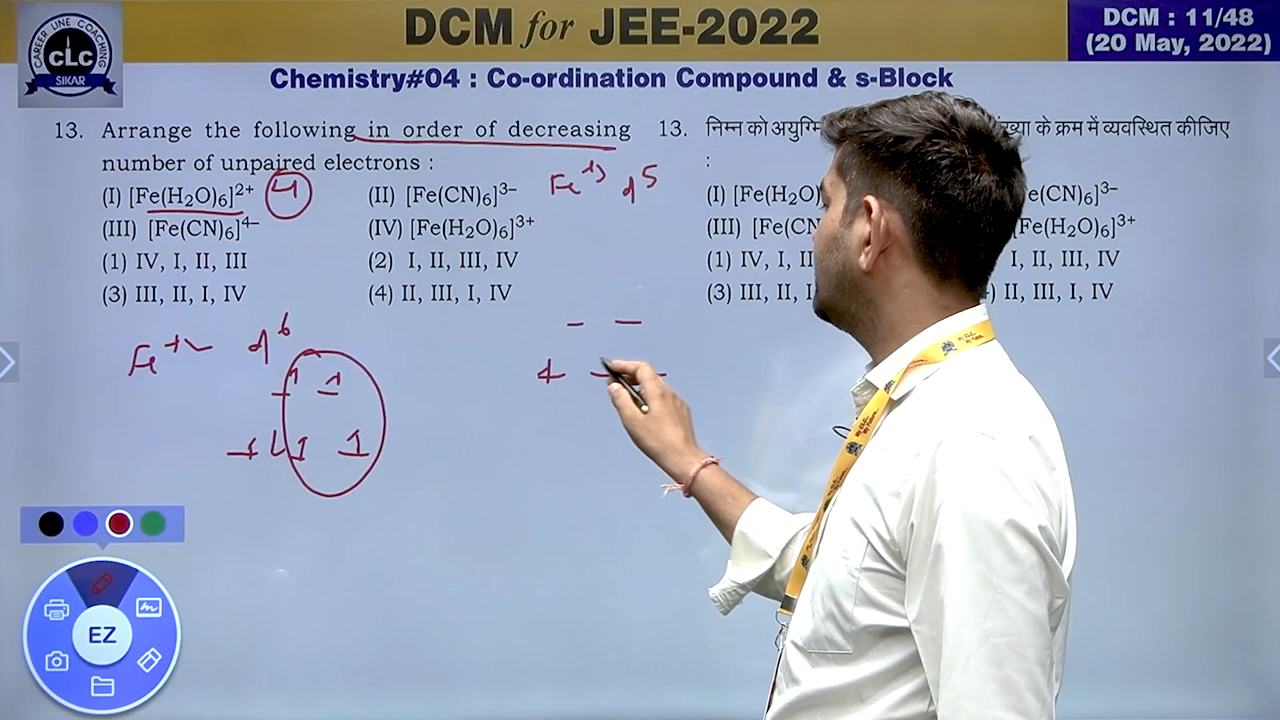 CAREER LINE COACHING
CLC
SIKAR
DCM for JEE-2022
DCM : 11/48
(20 May, 2022)
Chemistry#04 : Co-ordination Compound & s-Block
13. Arrange the following in order of decreasing
number of unpaired electrons :
(I) [Fe(H₂O)₆]²⁺ 4 (II) [Fe(CN)₆]³⁻
(III) [Fe(CN)₆]⁴⁻ (IV) [Fe(H₂O)₆]³⁺
(1) IV, I, II, III (2) I, II, III, IV
(3) III, II, I, IV (4) II, III, I, IV
Fe⁺³ d⁵
Fe⁺² d⁶
13. निम्न को के क्रम में व्यवस्थित कीजिए
:
(I) [Fe(H₂O) e(CN)₆]³⁻
(III) [Fe(CN Fe(H₂O)₆]³⁺
(1) IV, I, II I, II, III, IV
(3) III, II, I ) II, III, I, IV
EZ